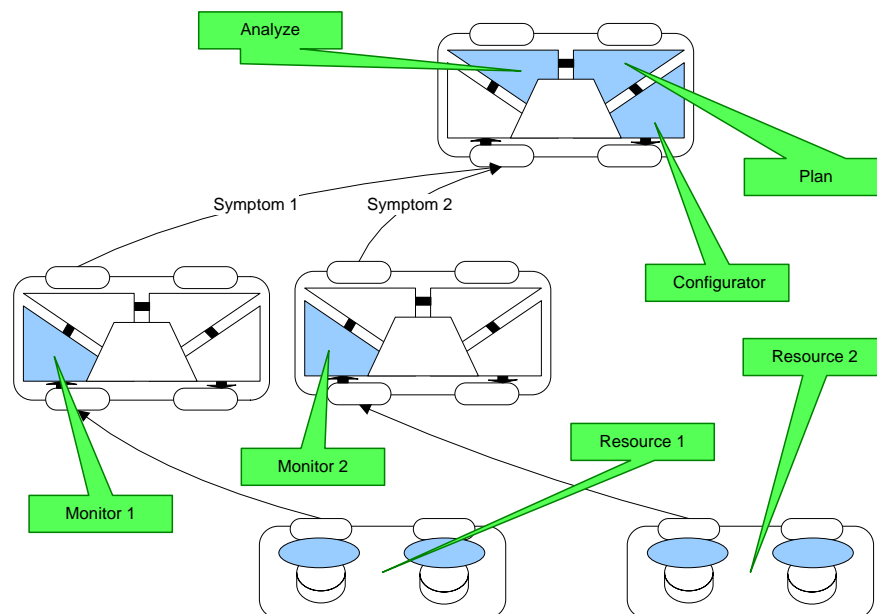 Analyze
Symptom 1
Symptom 2
Plan
Configurator
Resource 2
Resource 1
Monitor 2
Monitor 1